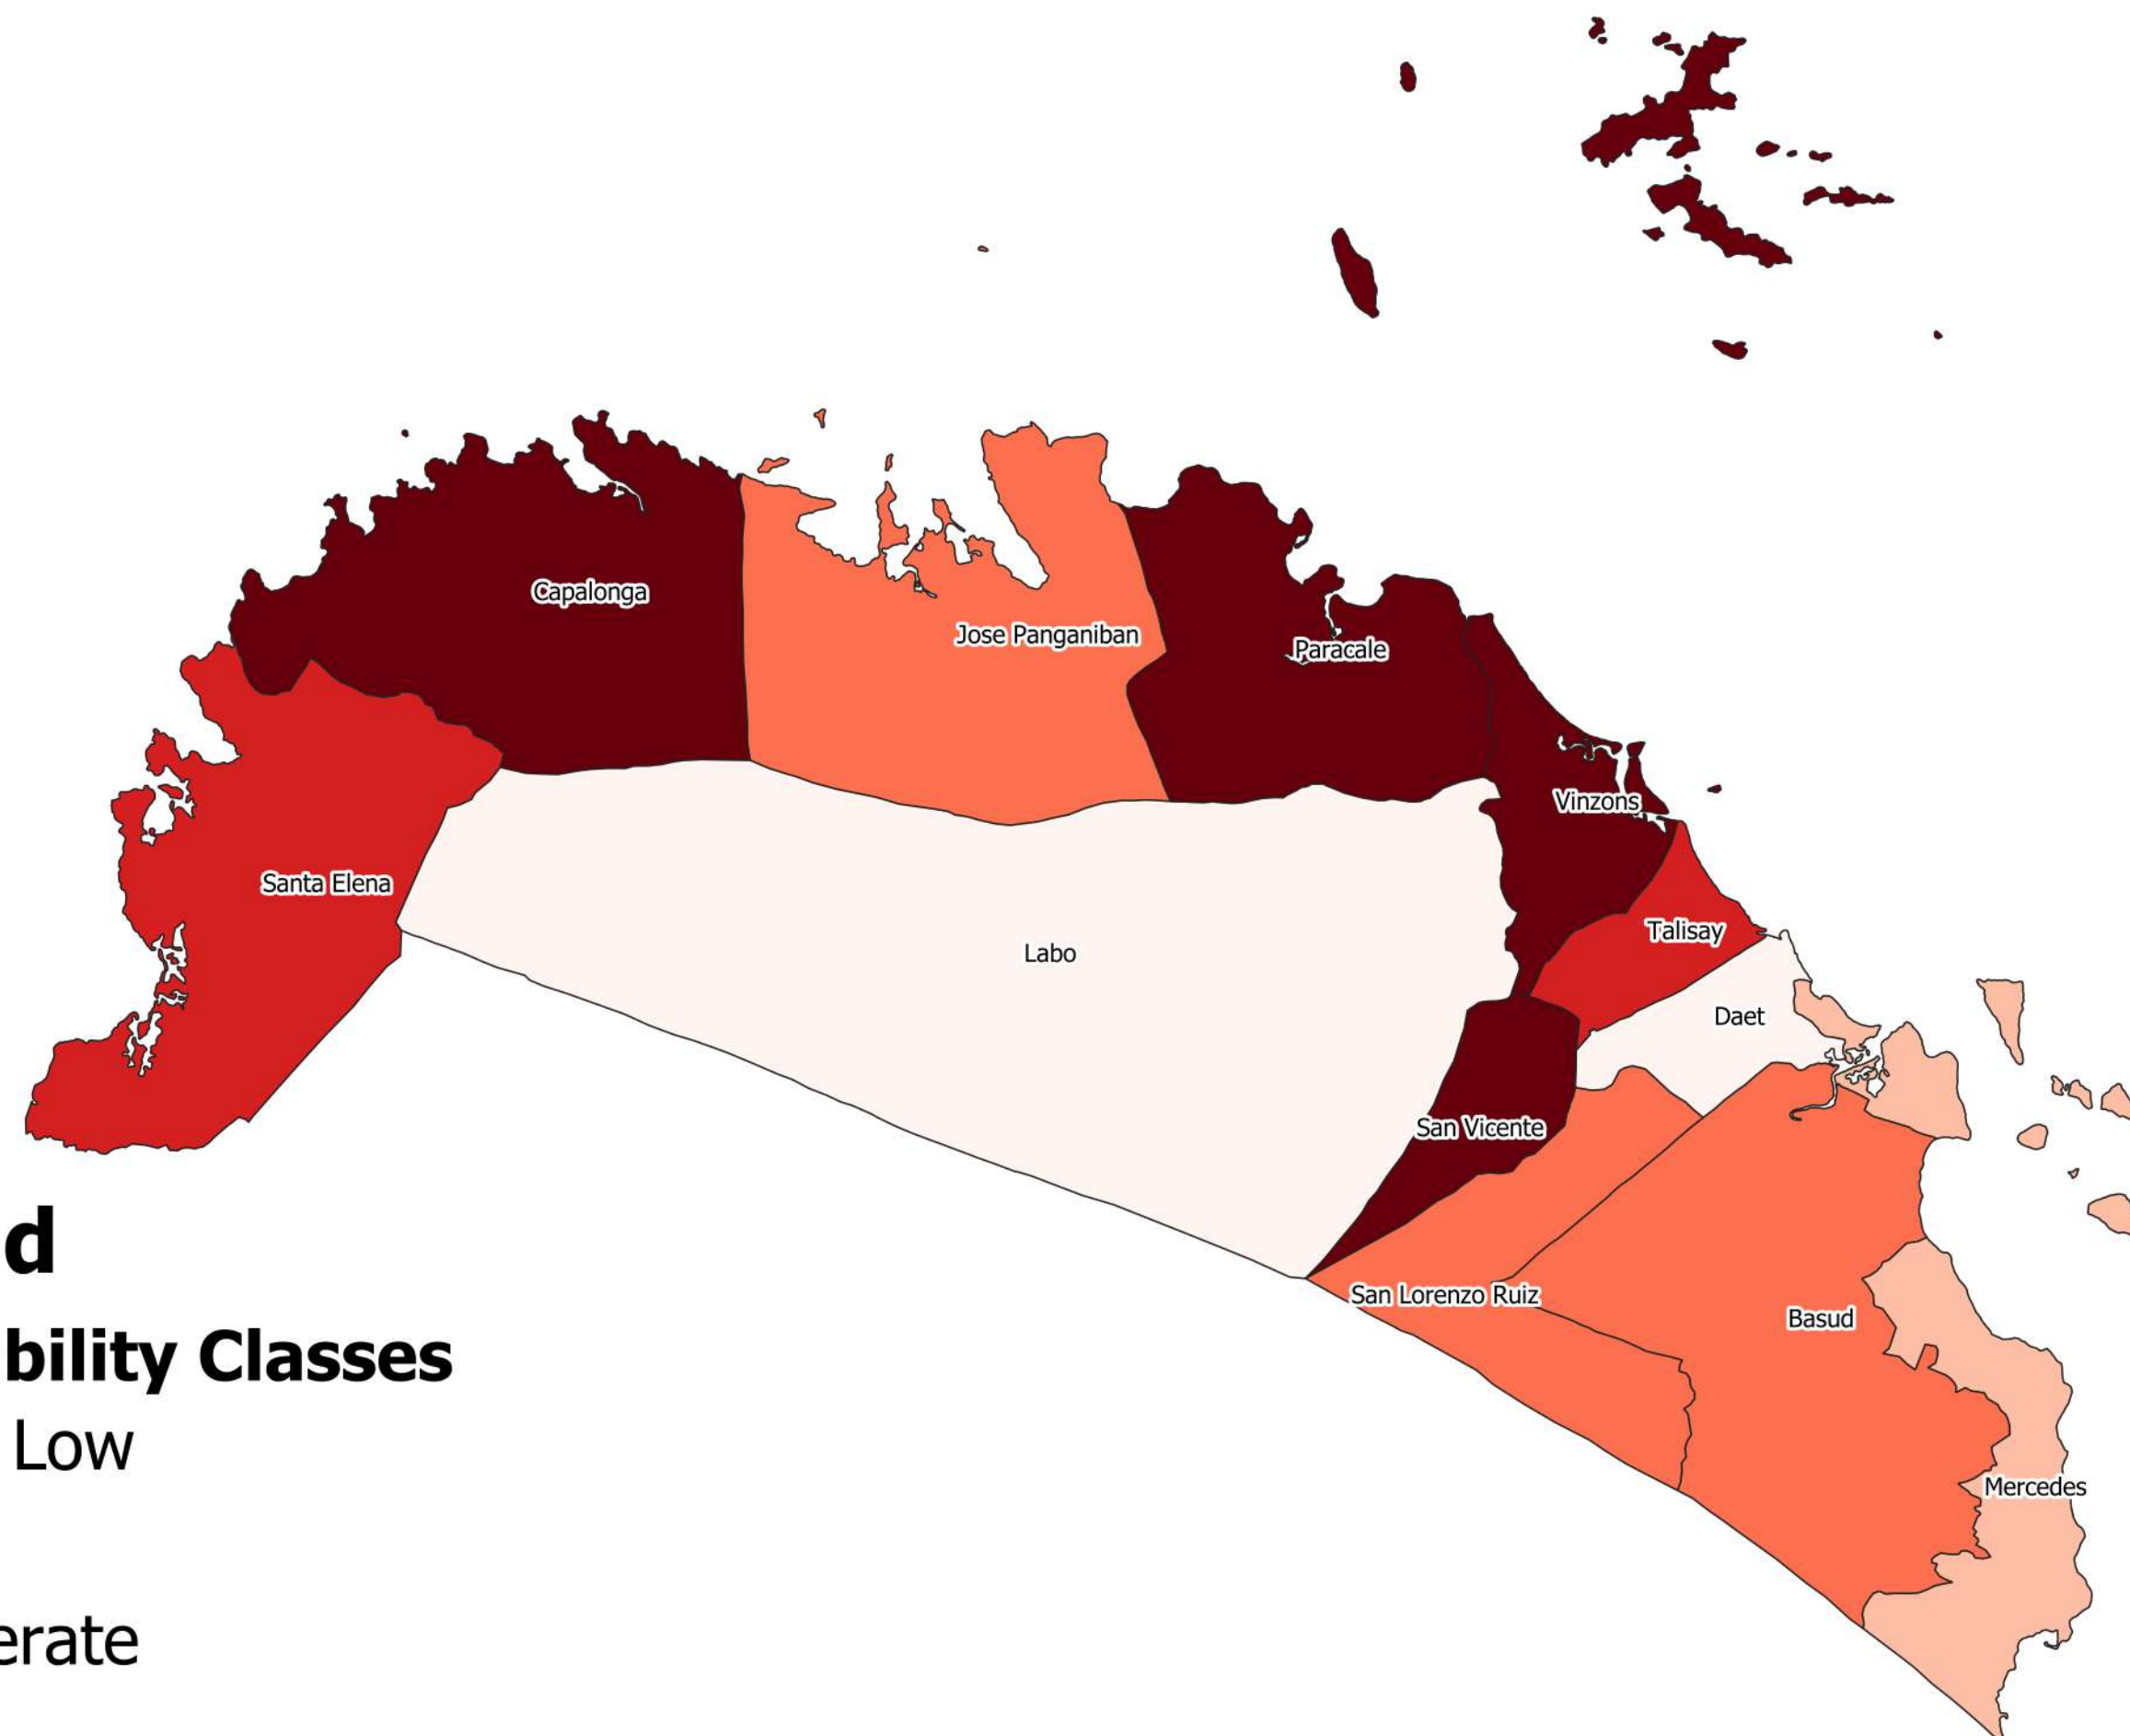 Capalonga
Jose Panganiban
Paracale
Vinzons
Santa Elena
Talisay
Labo
Daet
San Vicente
d
San Lorenzo Ruiz
Basud
bility Classes
Low
Mercedes
erate